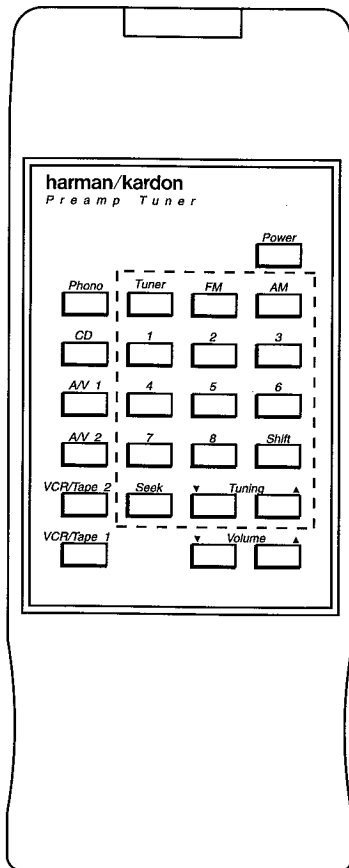 harman/kardon
Preamp Tuner
Power
Phono Tuner FM AM
CD 1 2 3
A/V 1 4 5 6
A/V 2 7 8 Shift
VCR/Tape 2 Seek ▼ Tuning ▲
VCR/Tape 1 ▼ Volume ▲